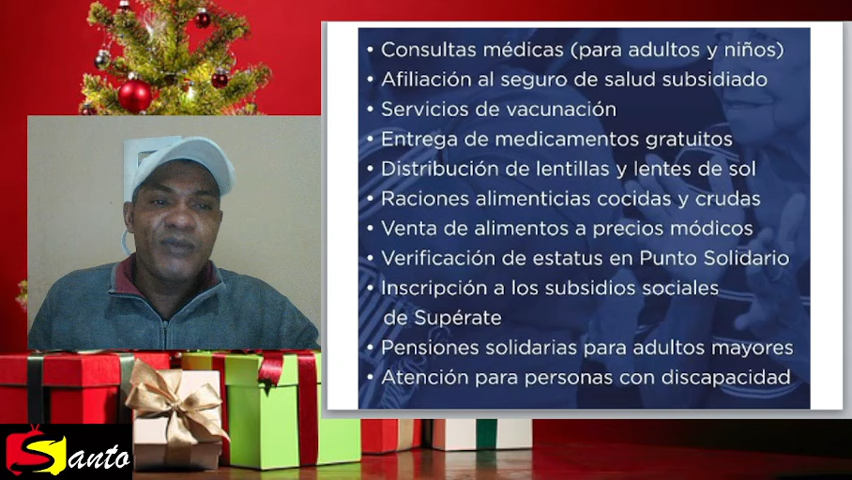 • Consultas médicas (para adultos y niños)
• Afiliación al seguro de salud subsidiado
• Servicios de vacunación
• Entrega de medicamentos gratuitos
• Distribución de lentillas y lentes de sol
• Raciones alimenticias cocidas y crudas
• Venta de alimentos a precios módicos
• Verificación de estatus en Punto Solidario
• Inscripción a los subsidios sociales
de Supérate
• Pensiones solidarias para adultos mayores
• Atención para personas con discapacidad
Santo